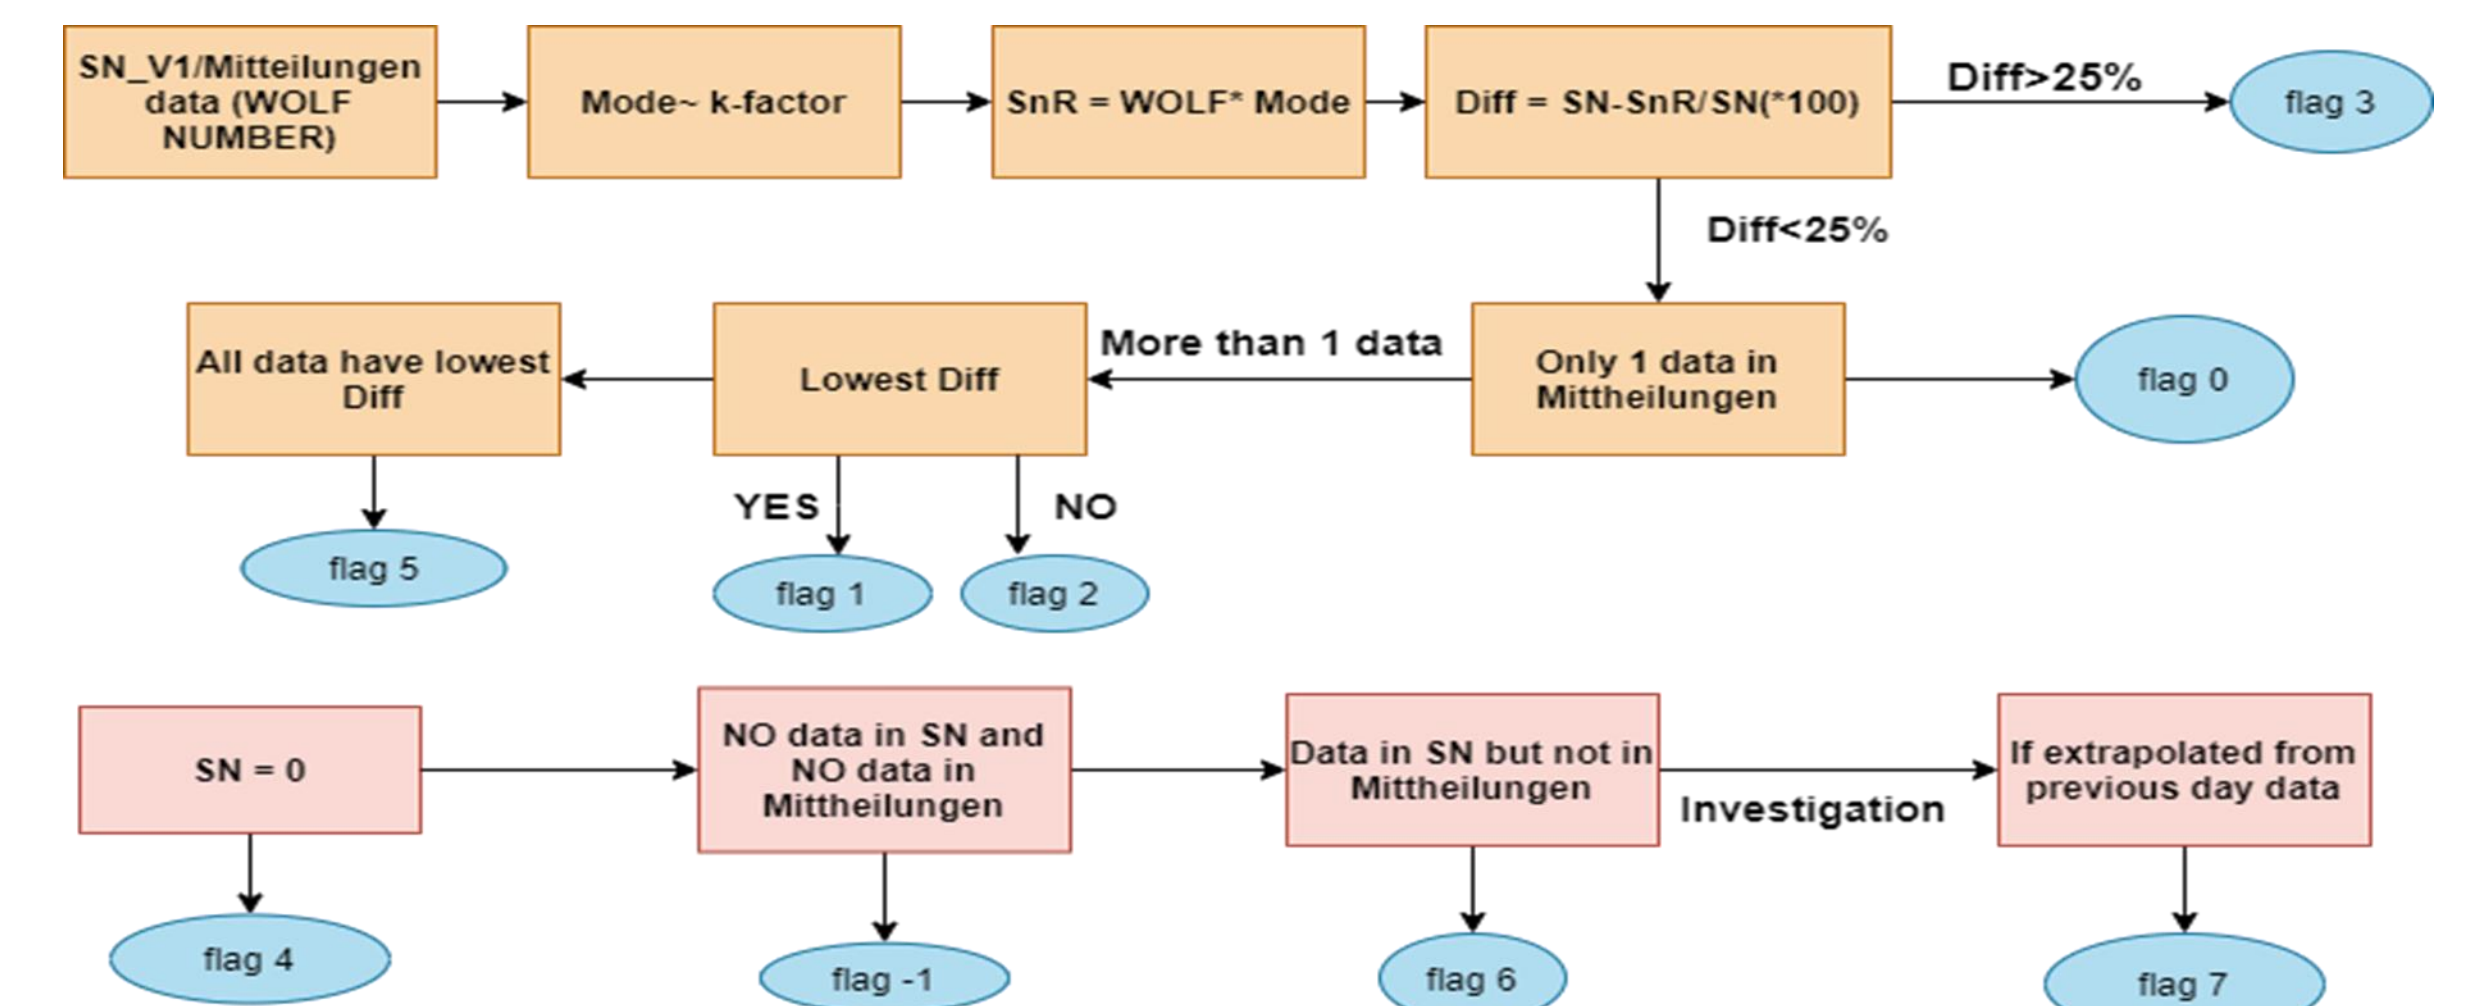 SN_V1/Mitteilungen
data (WOLF
NUMBER)
Mode~ k-factor
SnR = WOLF* Mode
Diff = SN-SnR/SN(*100)
Diff>25%
flag 3
Diff<25%
All data have lowest
Diff
Lowest Diff
More than 1 data
Only 1 data in
Mittheilungen
flag 0
YES
NO
flag 5
flag 1
flag 2
SN = 0
NO data in SN and
NO data in
Mittheilungen
Data in SN but not in
Mittheilungen
Investigation
If extrapolated from
previous day data
flag 4
flag -1
flag 6
flag 7